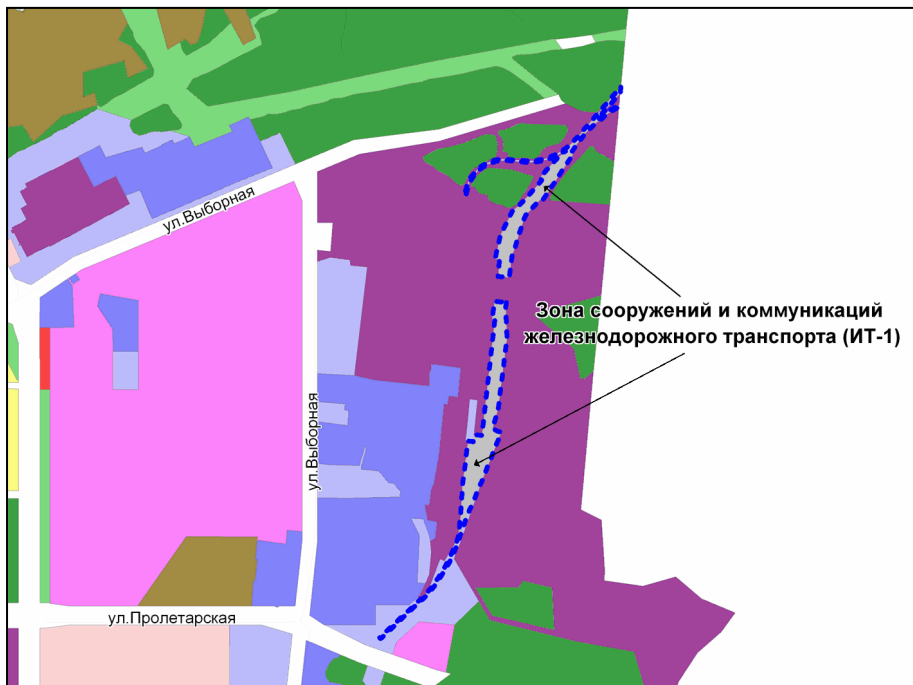 ул.Выборная
Зона сооружений и коммуникаций
железнодорожного транспорта (ИТ-1)
ул.Выборная
ул.Пролетарская